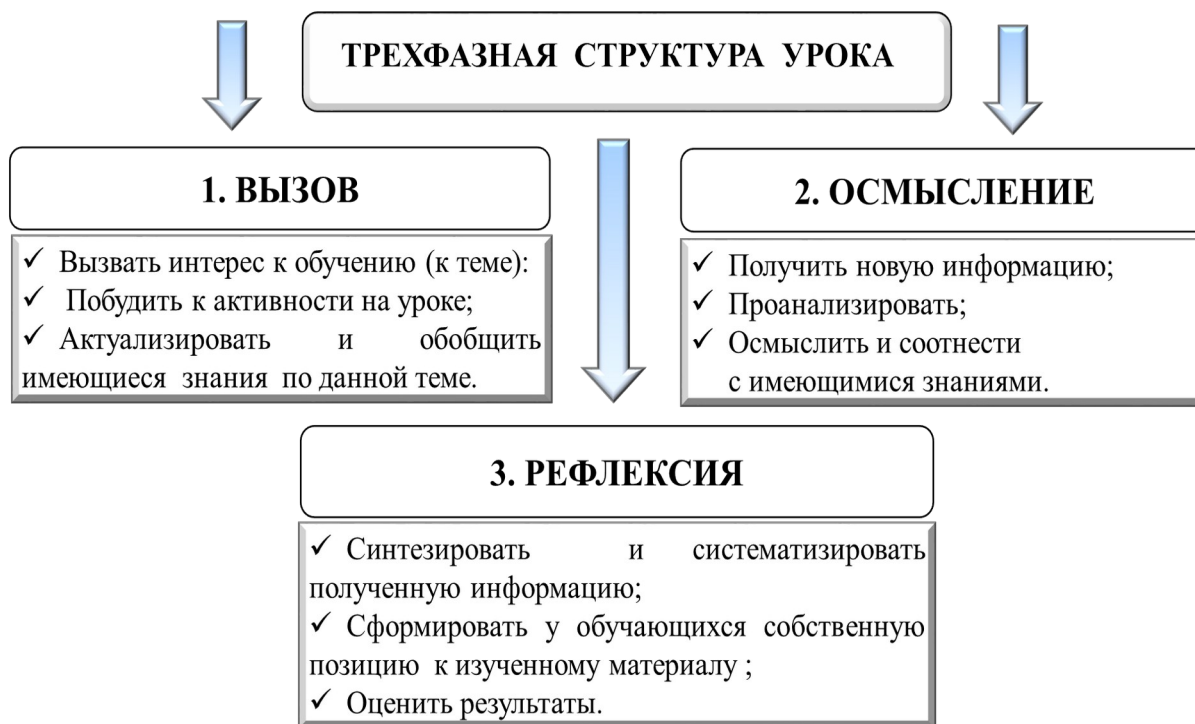 ТРЕХФАЗНАЯ СТРУКТУРА УРОКА
1. ВЫЗОВ
✓ Вызвать интерес к обучению (к теме):
✓ Побудить к активности на уроке;
✓ Актуализировать и обобщить
имеющиеся знания по данной теме.
2. ОСМЫСЛЕНИЕ
✓ Получить новую информацию;
✓ Проанализировать;
✓ Осмыслить и соотнести
с имеющимися знаниями.
3. РЕФЛЕКСИЯ
✓ Синтезировать и систематизировать
полученную информацию;
✓ Сформировать у обучающихся собственную
позицию к изученному материалу ;
✓ Оценить результаты.